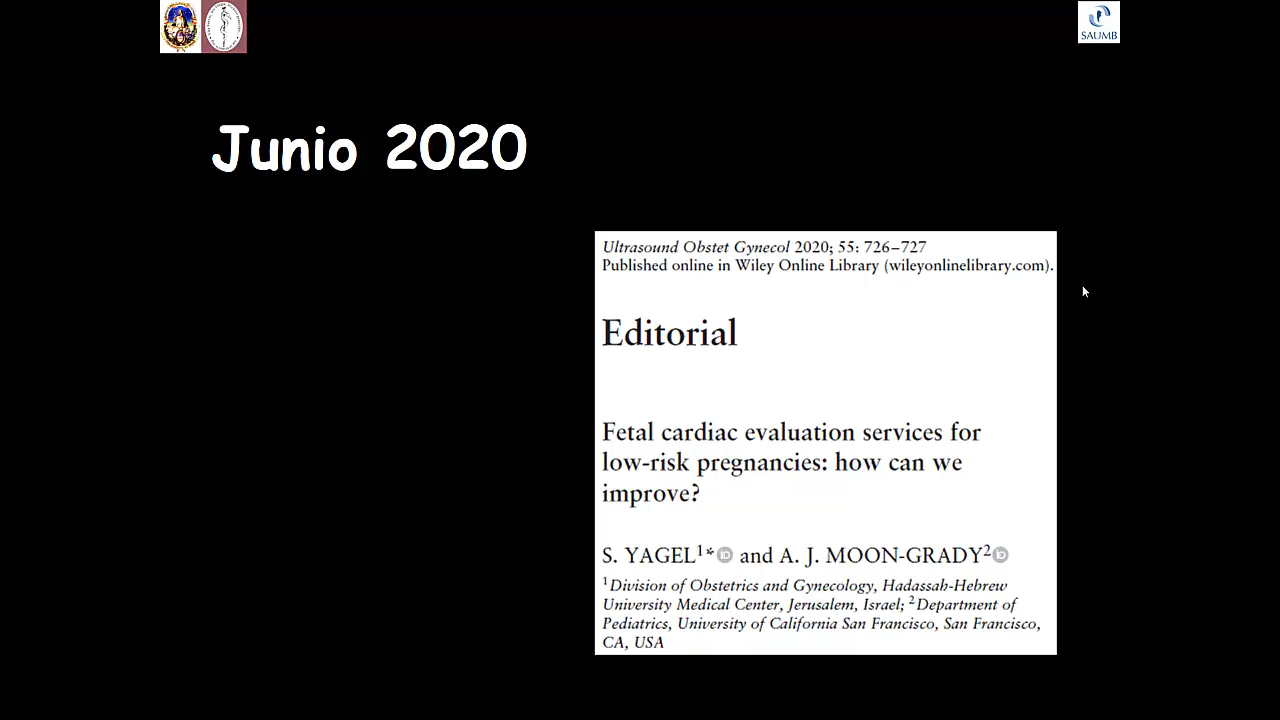 SAUMB
Junio 2020
Ultrasound Obstet Gynecol 2020; 55: 726–727
Published online in Wiley Online Library (wileyonlinelibrary.com).
Editorial
Fetal cardiac evaluation services for
low-risk pregnancies: how can we
improve?
S. YAGEL1*iD and A. J. MOON-GRADY2iD
1Division of Obstetrics and Gynecology, Hadassah-Hebrew
University Medical Center, Jerusalem, Israel; 2Department of
Pediatrics, University of California San Francisco, San Francisco,
CA, USA